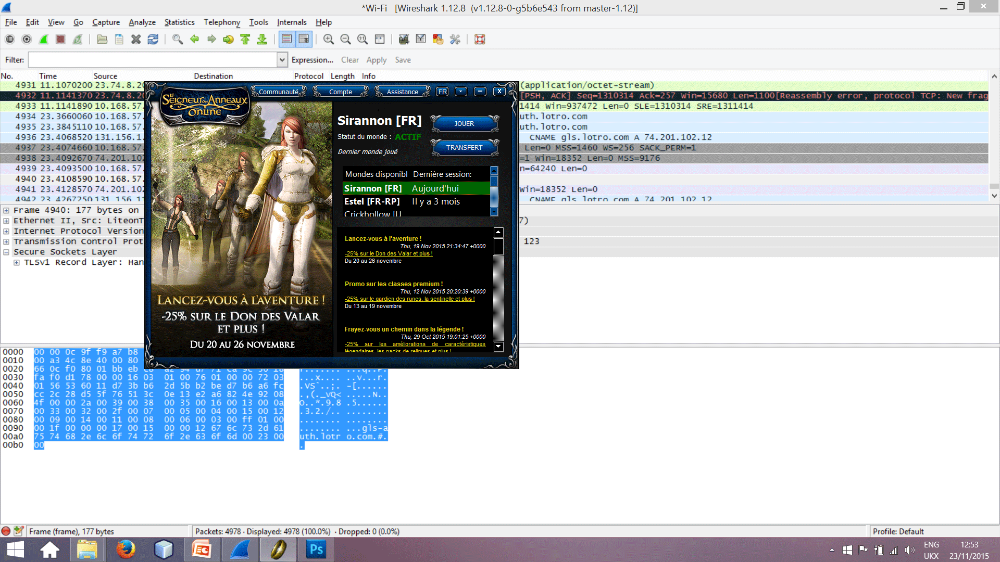 *Wi-Fi [Wireshark 1.12.8 (v1.12.8-0-g5b6e543 from master-1.12)]
File Edit View Go Capture Analyze Statistics Telephony Tools Internals Help
Filter: Expression... Clear Apply Save
No. Time Source Destination Protocol Length Info
4931 11.1070200 23.74.8.20 (application/octet-stream)
4932 11.1141370 23.74.8.20 [PSH, ACK] Seq=1310314 Ack=257 Win=15680 Len=1100[Reassembly error, protocol TCP: New frag
4933 11.1141890 10.168.57. 1414 Win=937472 Len=0 SLE=1310314 SRE=1311414
4934 23.3660060 10.168.57. uth.lotro.com
4935 23.3845110 10.168.57. uth.lotro.com
4936 23.4068520 131.156.1. CNAME gls.lotro.com A 74.201.102.12
4937 23.4074660 10.168.57. Len=0 MSS=1460 WS=256 SACK_PERM=1
4938 23.4092670 74.201.102 =1 Win=18352 Len=0 MSS=9176
4939 23.4093500 10.168.57. n=64240 Len=0
4940 23.4108590 10.168.57.
4941 23.4128570 74.201.102 Win=18352 Len=0
4942 23.4267250 131.156.11 CNAME gls.lotro.com A 74.201.102.12
Le Seigneur des Anneaux Online
Communauté Compte Assistance FR X
Sirannon [FR]
JOUER
Statut du monde : ACTIF
TRANSFERT
Dernier monde joué
Mondes disponibl Dernière session:
Sirannon [FR] Aujourd'hui
Estel [FR-RP] Il y a 3 mois
Crickhollow [U
Lancez-vous à l'aventure !
Thu, 19 Nov 2015 21:34:47 +0000
-25% sur le Don des Valar et plus !
Du 20 au 26 novembre
Promo sur les classes premium !
Thu, 12 Nov 2015 20:20:39 +0000
-25% sur le gardien des runes, la sentinelle et plus !
Du 13 au 19 novembre
Frayez-vous un chemin dans la légende !
Thu, 29 Oct 2015 19:01:25 +0000
-25% sur les améliorations de caractéristiques
légendaires, les packs de reliques et plus !
Lancez-vous à l'aventure !
-25% sur le Don des Valar
et plus !
Du 20 au 26 novembre
Frame 4940: 177 bytes on
Ethernet II, Src: LiteonT 7)
Internet Protocol Version
Transmission Control Prot 123
Secure Sockets Layer
TLSv1 Record Layer: Han
0000 00 00 0c 9f f9 a7 b8
0010 00 a3 4c 8e 40 00 80
0020 66 0c f0 80 01 bb eb
0030 fa f0 d1 78 00 00 16 03 01 00 76 01 00 00 72 03 ...x.... ..v...r.
0040 01 56 53 60 11 d7 3b b6 2d 5b b2 be d7 b6 a6 fc .VS`..;. -[......
0050 cc 2c 28 d5 5f 76 51 3c 0e 13 e2 a6 82 4e 92 08 .,(._vQ< .....N..
0060 4f 00 00 2a 00 39 00 38 00 35 00 16 00 13 00 0a o..*.9.8 .5......
0070 00 33 00 32 00 2f 00 07 00 05 00 04 00 15 00 12 .3.2./.. ........
0080 00 09 00 14 00 11 00 08 00 06 00 03 00 ff 01 00 ........ ........
0090 00 1f 00 00 00 17 00 15 00 00 12 67 6c 73 2d 61 ........ ...gls-a
00a0 75 74 68 2e 6c 6f 74 72 6f 2e 63 6f 6d 00 23 00 uth.lotr o.com.#.
00b0 00 .
Frame (frame), 177 bytes Packets: 4978 · Displayed: 4978 (100.0%) · Dropped: 0 (0.0%) Profile: Default
Ps
ENG 12:53
UKX 23/11/2015